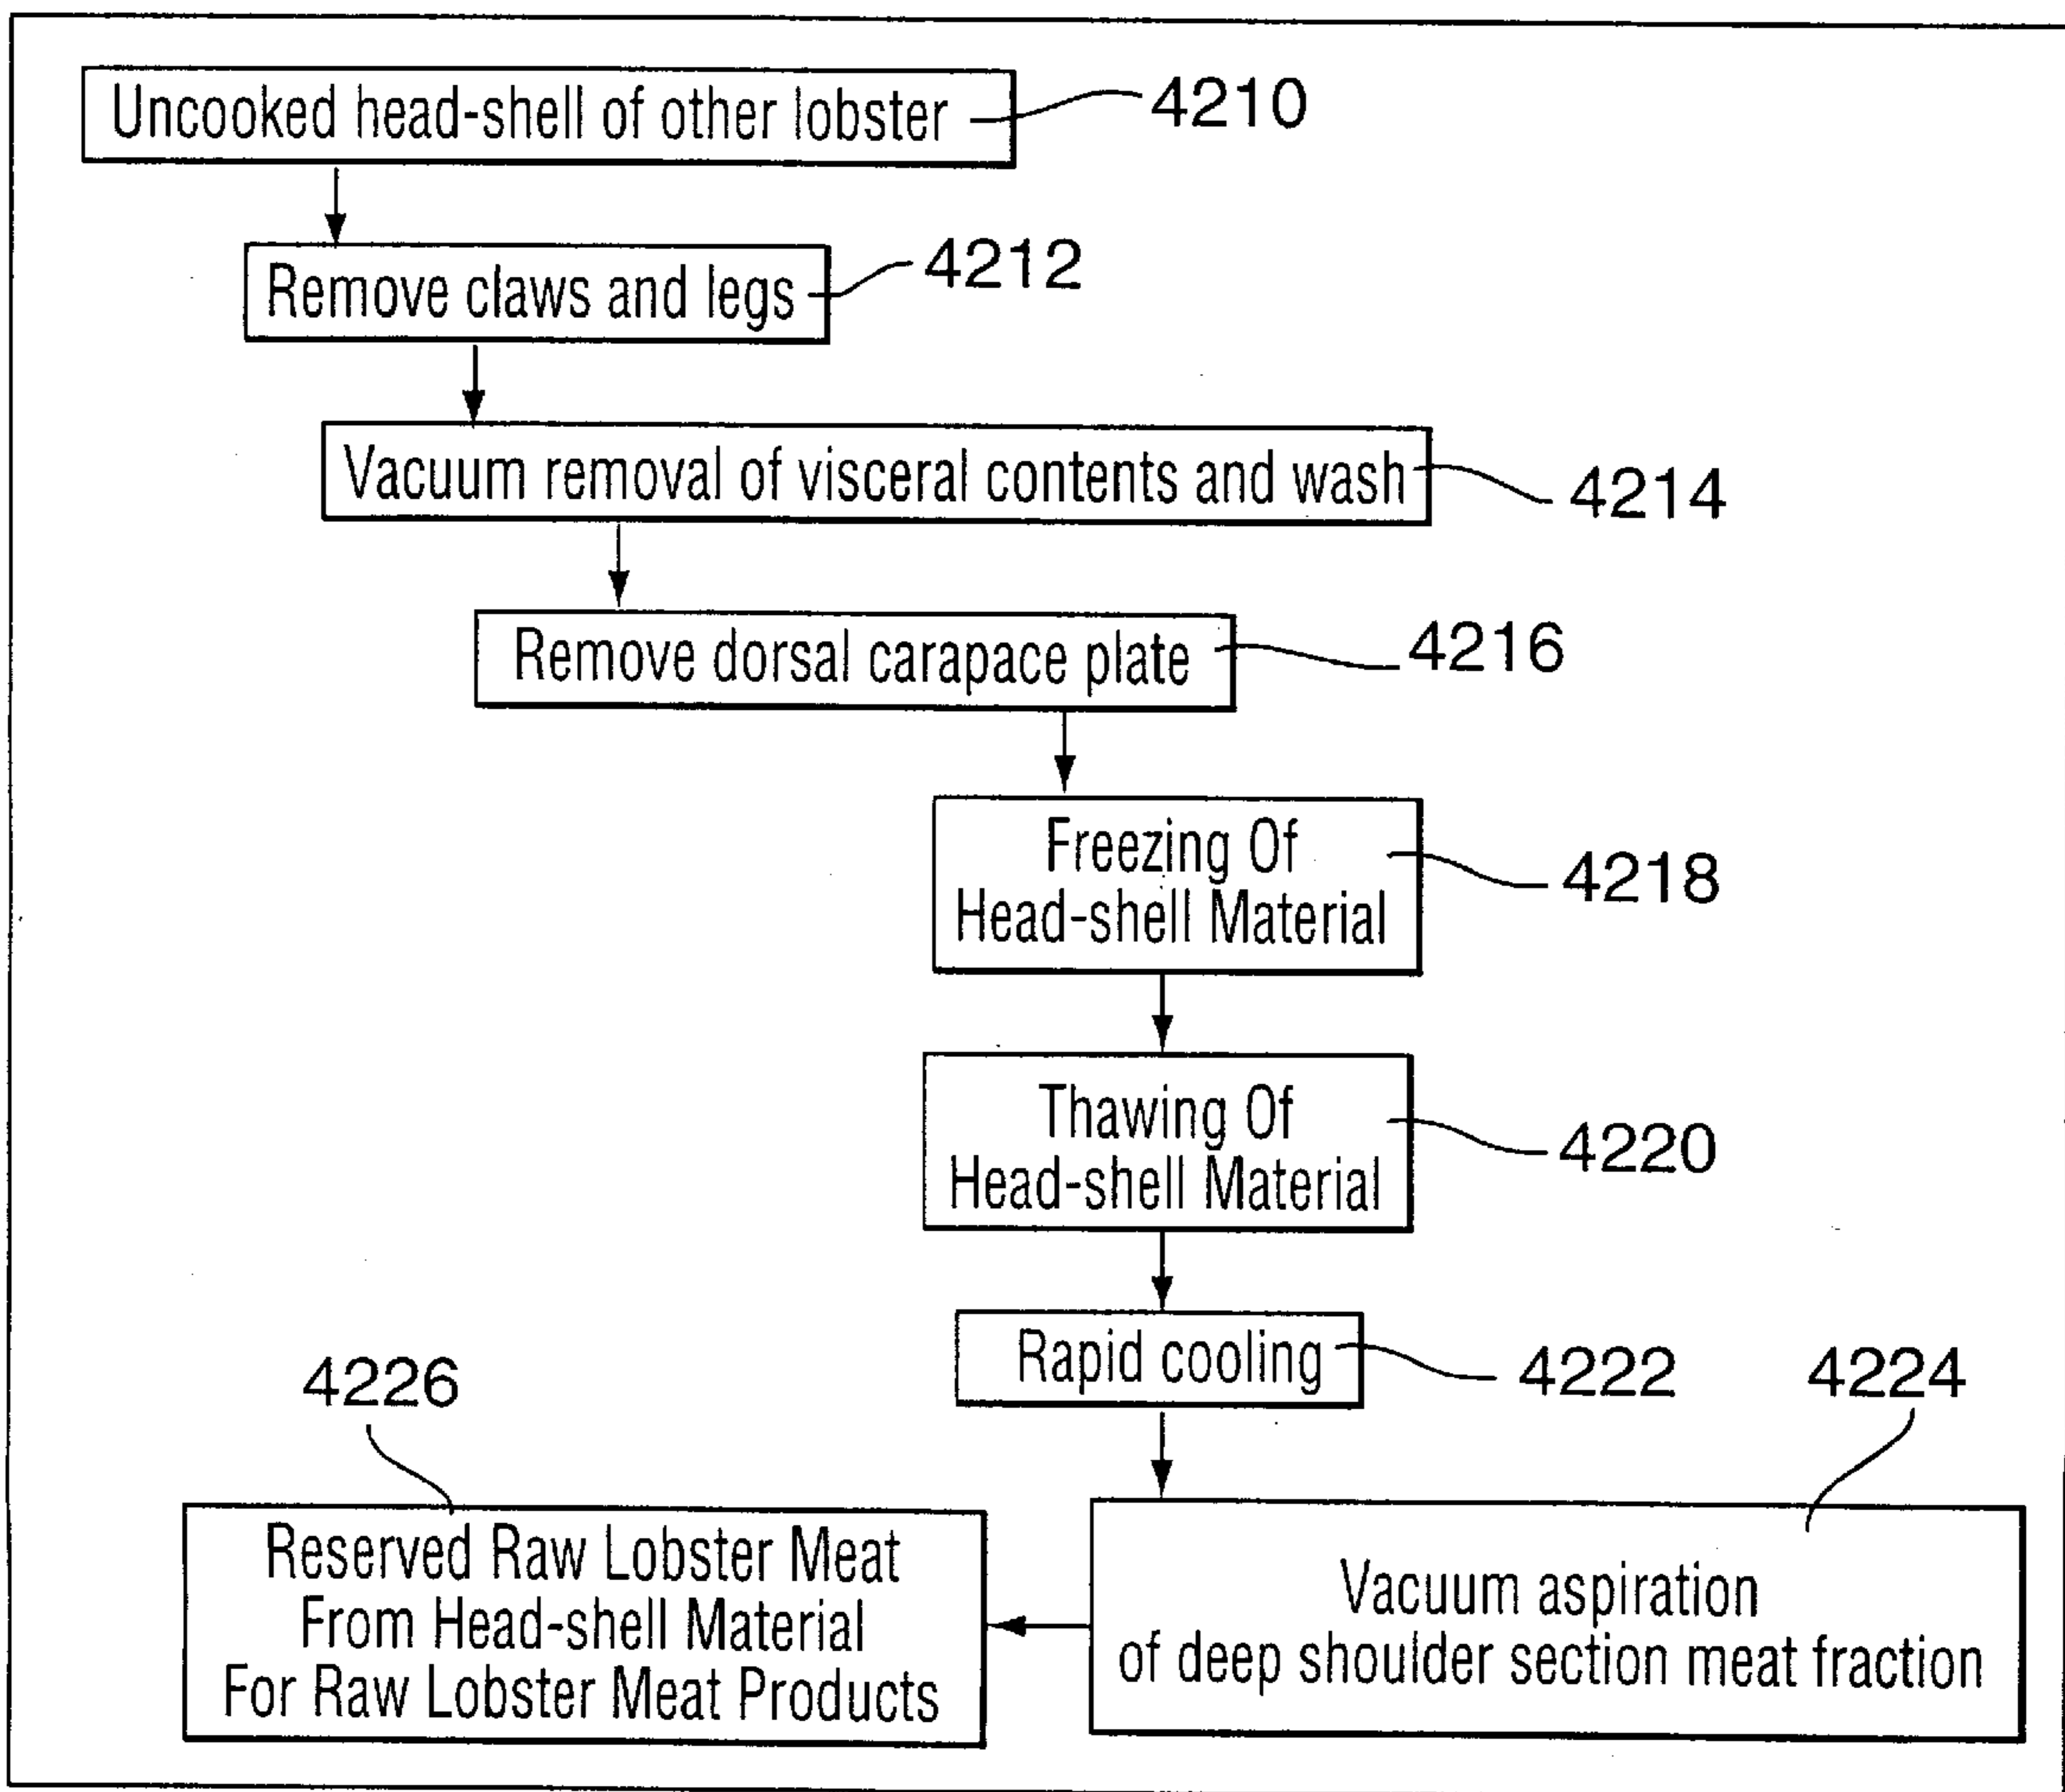 Uncooked head-shell of other lobster
4210
Remove claws and legs
4212
Vacuum removal of visceral contents and wash
4214
Remove dorsal carapace plate
4216
Freezing Of
Head-shell Material
4218
Thawing Of
Head-shell Material
4220
Rapid cooling
4222
4224
Vacuum aspiration
of deep shoulder section meat fraction
4226
Reserved Raw Lobster Meat
From Head-shell Material
For Raw Lobster Meat Products